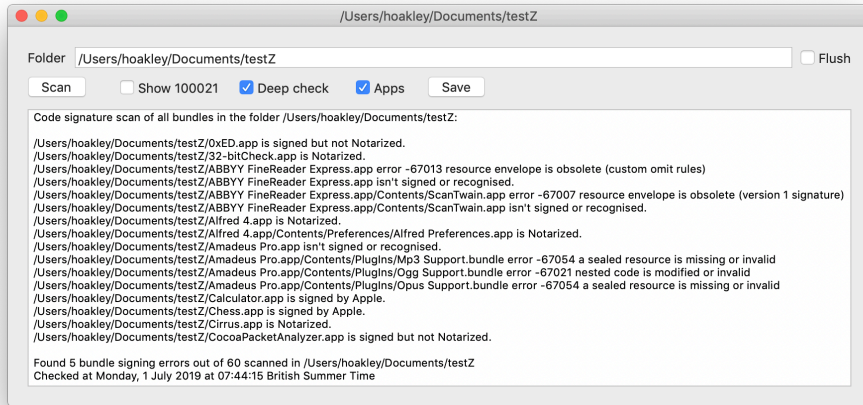 /Users/hoakley/Documents/testZ
Folder /Users/hoakley/Documents/testZ Flush
Scan Show 100021 Deep check Apps Save
Code signature scan of all bundles in the folder /Users/hoakley/Documents/testZ:
/Users/hoakley/Documents/testZ/0xED.app is signed but not Notarized.
/Users/hoakley/Documents/testZ/32-bitCheck.app is Notarized.
/Users/hoakley/Documents/testZ/ABBYY FineReader Express.app error -67013 resource envelope is obsolete (custom omit rules)
/Users/hoakley/Documents/testZ/ABBYY FineReader Express.app isn't signed or recognised.
/Users/hoakley/Documents/testZ/ABBYY FineReader Express.app/Contents/ScanTwain.app error -67007 resource envelope is obsolete (version 1 signature)
/Users/hoakley/Documents/testZ/ABBYY FineReader Express.app/Contents/ScanTwain.app isn't signed or recognised.
/Users/hoakley/Documents/testZ/Alfred 4.app is Notarized.
/Users/hoakley/Documents/testZ/Alfred 4.app/Contents/Preferences/Alfred Preferences.app is Notarized.
/Users/hoakley/Documents/testZ/Amadeus Pro.app isn't signed or recognised.
/Users/hoakley/Documents/testZ/Amadeus Pro.app/Contents/PlugIns/Mp3 Support.bundle error -67054 a sealed resource is missing or invalid
/Users/hoakley/Documents/testZ/Amadeus Pro.app/Contents/PlugIns/Ogg Support.bundle error -67021 nested code is modified or invalid
/Users/hoakley/Documents/testZ/Amadeus Pro.app/Contents/PlugIns/Opus Support.bundle error -67054 a sealed resource is missing or invalid
/Users/hoakley/Documents/testZ/Calculator.app is signed by Apple.
/Users/hoakley/Documents/testZ/Chess.app is signed by Apple.
/Users/hoakley/Documents/testZ/Cirrus.app is Notarized.
/Users/hoakley/Documents/testZ/CocoaPacketAnalyzer.app is signed but not Notarized.
Found 5 bundle signing errors out of 60 scanned in /Users/hoakley/Documents/testZ
Checked at Monday, 1 July 2019 at 07:44:15 British Summer Time